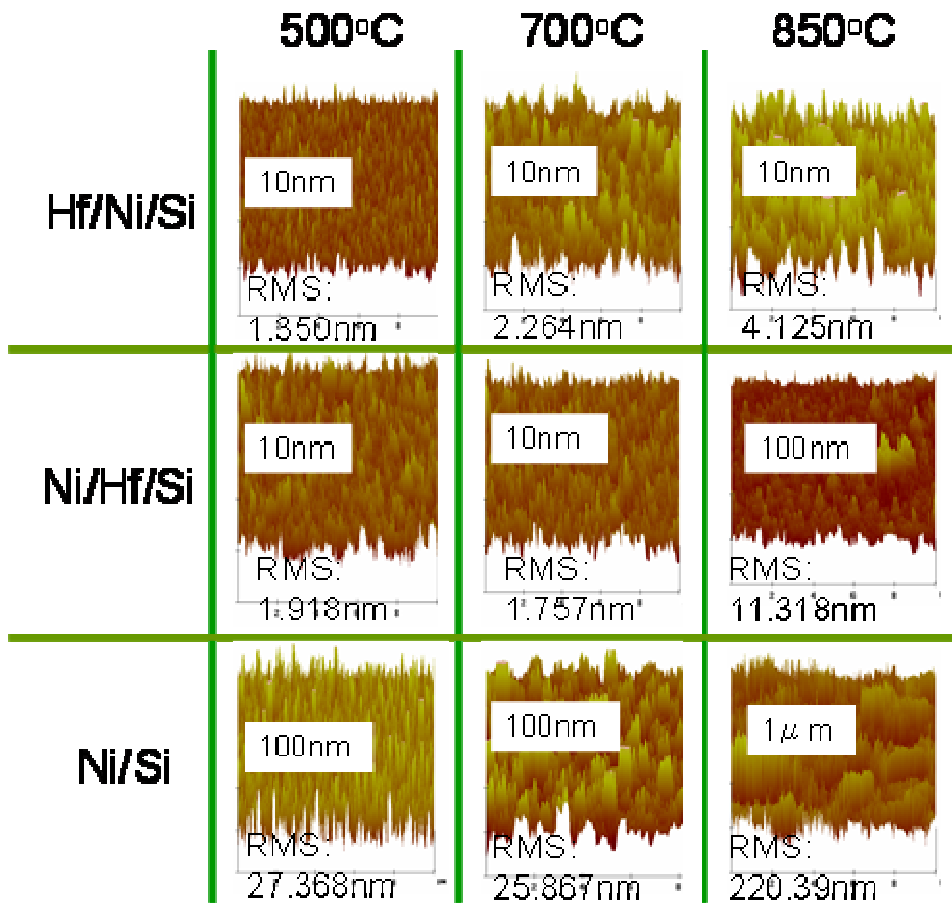 500°C 700°C 850°C
Hf/Ni/Si
10nm 10nm 10nm
RMS: RMS: RMS:
1.350nm 2.264nm 4.125nm
Ni/Hf/Si
10nm 10nm 100nm
RMS: RMS: RMS:
1.918nm 1.757nm 11.318nm
Ni/Si
100nm 100nm 1μm
RMS: RMS: RMS:
27.368nm 25.867nm 220.39nm